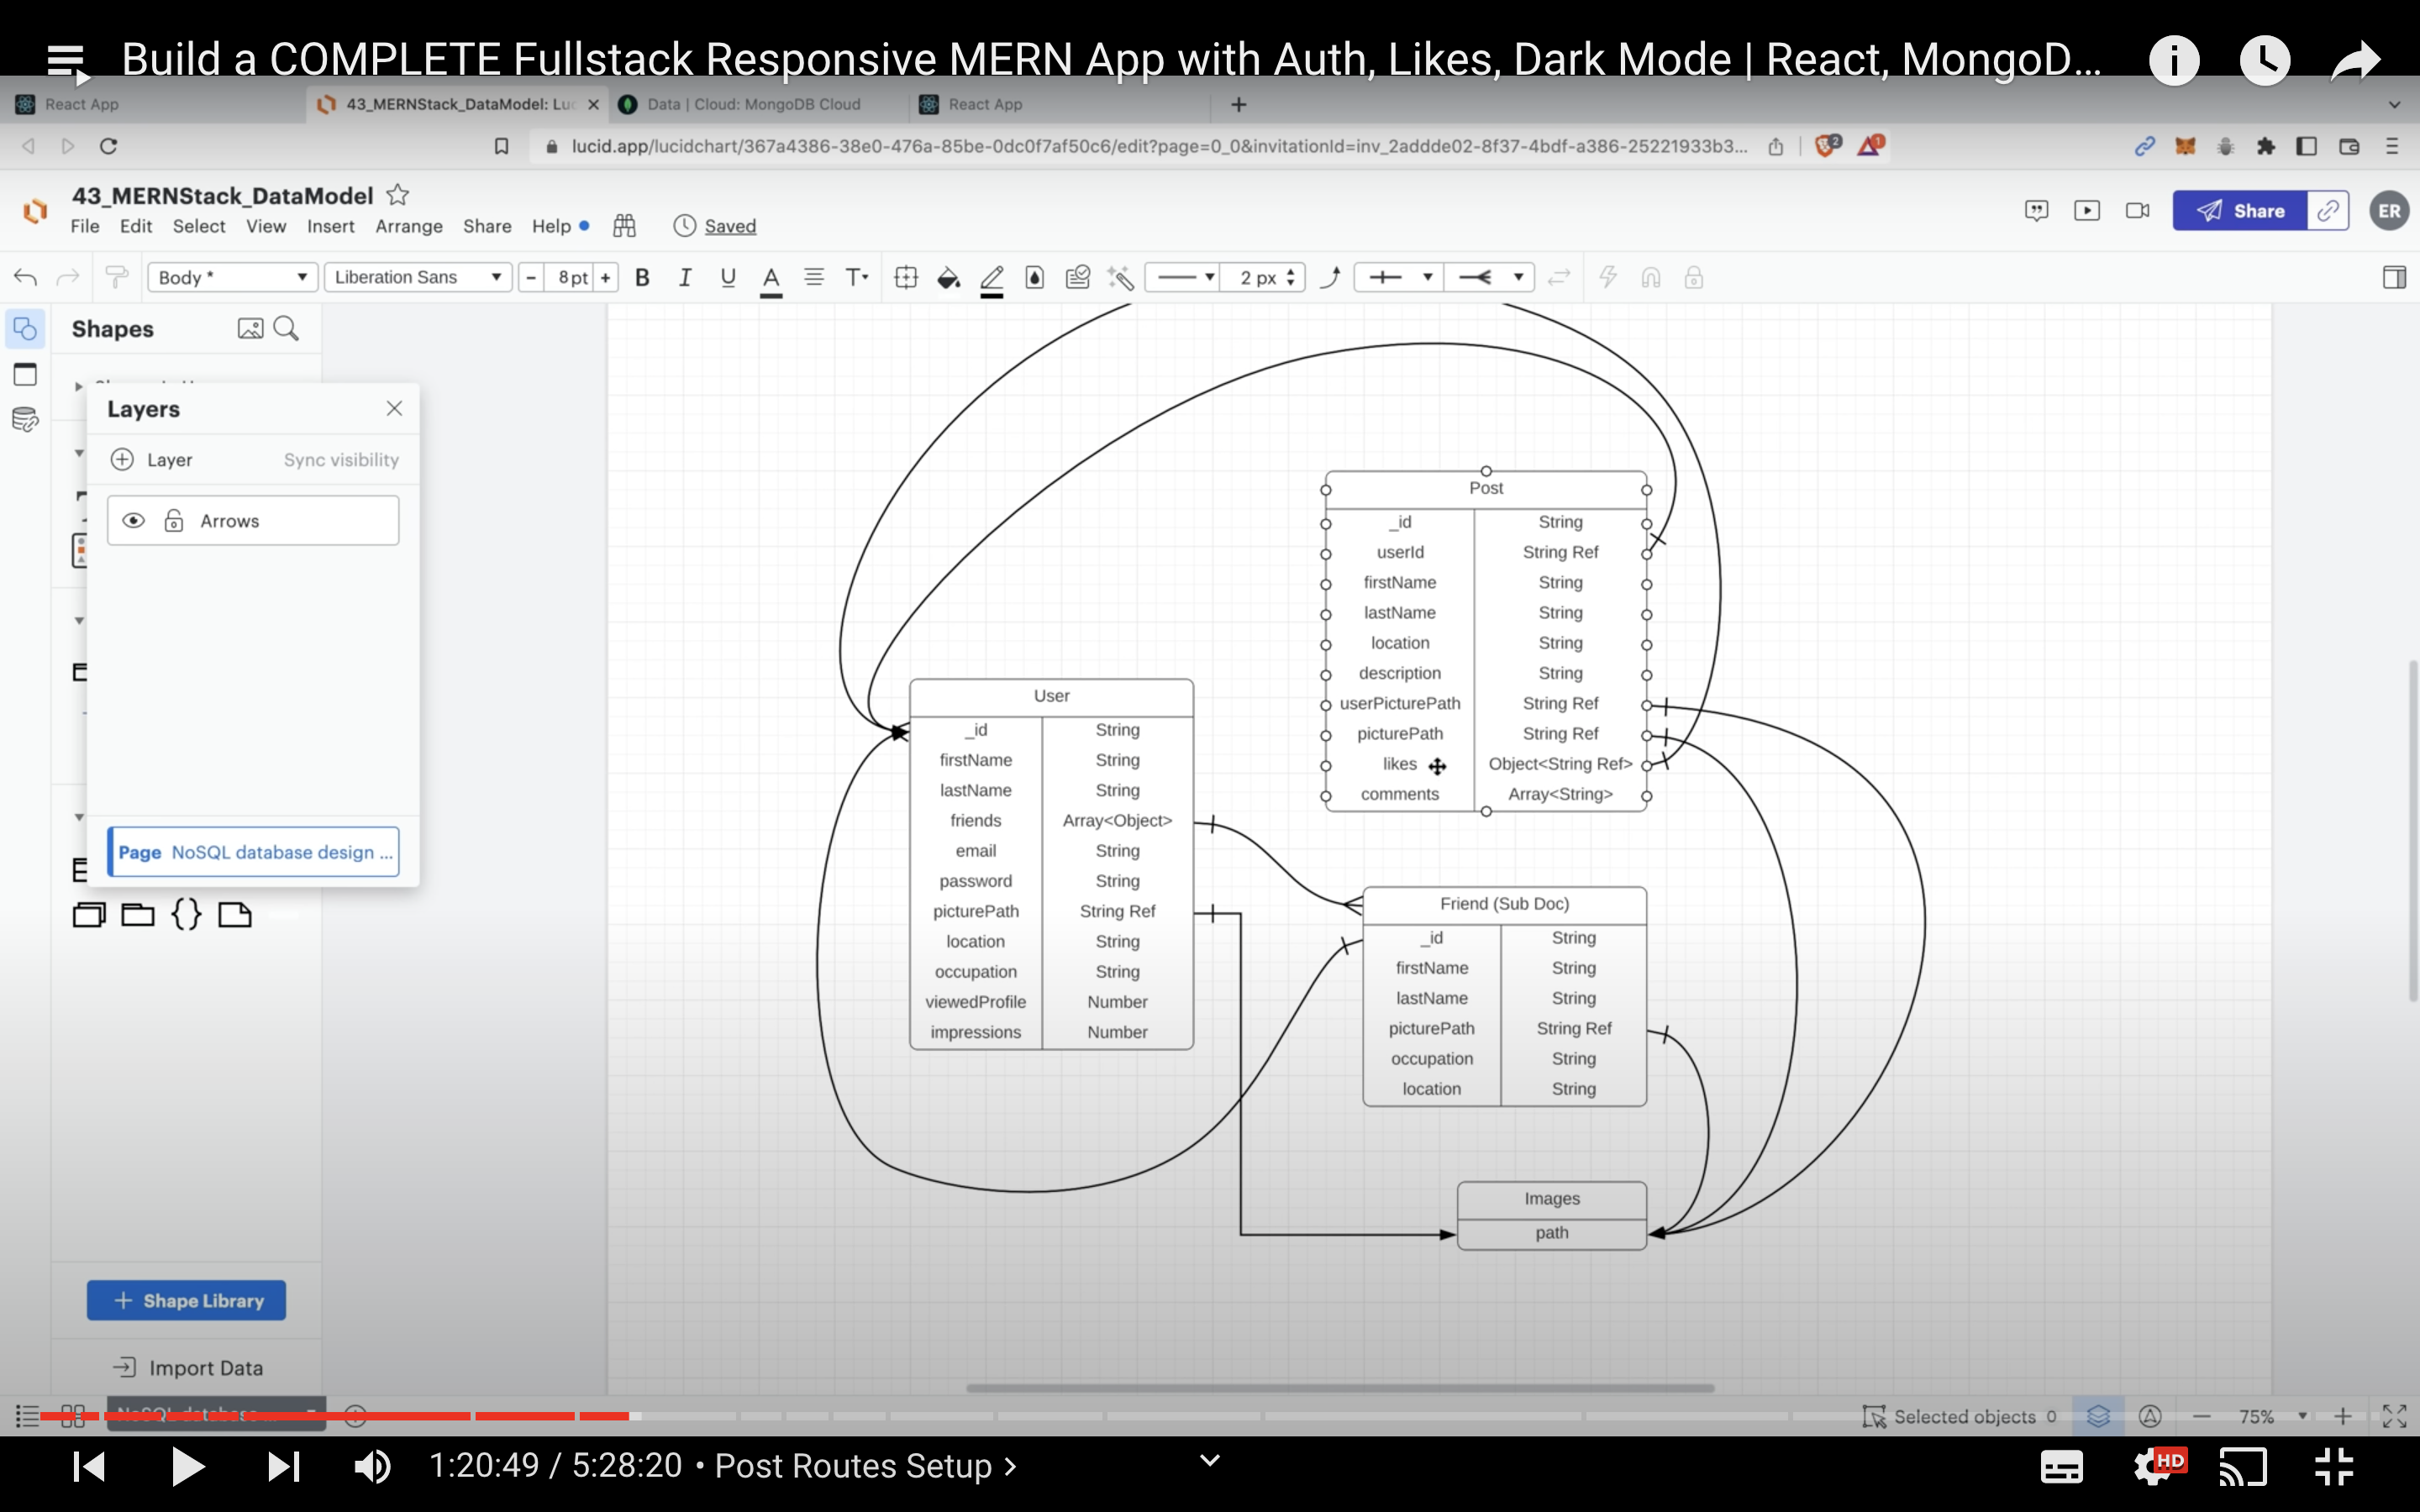 Build a COMPLETE Fullstack Responsive MERN App with Auth, Likes, Dark Mode | React, MongoD...
React App
43_MERNStack_DataModel: Luc
Data | Cloud: MongoDB Cloud
React App
lucid.app/lucidchart/367a4386-38e0-476a-85be-0dc0f7af50c6/edit?page=0_0&invitationId=inv_2addde02-8f37-4bdf-a386-25221933b3...
2
1
43_MERNStack_DataModel
File Edit Select View Insert Arrange Share Help
Saved
Share
ER
Body *
Liberation Sans
- 8 pt +
B I U A T
2 px
Shapes
Layers
Layer
Sync visibility
Arrows
Page NoSQL database design ...
Shape Library
Import Data
Post
_id String
userId String Ref
firstName String
lastName String
location String
description String
userPicturePath String Ref
picturePath String Ref
likes Object<String Ref>
comments Array<String>
User
_id String
firstName String
lastName String
friends Array<Object>
email String
password String
picturePath String Ref
location String
occupation String
viewedProfile Number
impressions Number
Friend (Sub Doc)
_id String
firstName String
lastName String
picturePath String Ref
occupation String
location String
Images
path
NoSQL database ...
Selected objects 0
75%
1:20:49 / 5:28:20 • Post Routes Setup >
HD